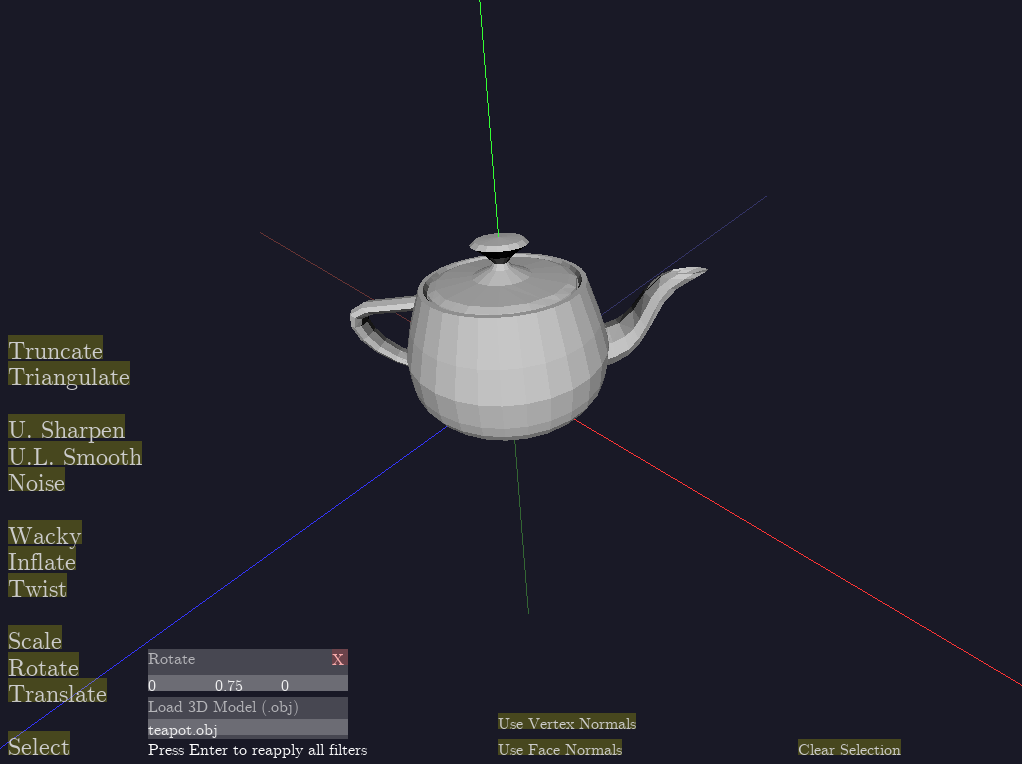 Truncate
Triangulate
U. Sharpen
U.L. Smooth
Noise
Wacky
Inflate
Twist
Scale
Rotate
Translate
Select
Rotate X
0 0.75 0
Load 3D Model (.obj)
teapot.obj
Press Enter to reapply all filters
Use Vertex Normals
Use Face Normals
Clear Selection